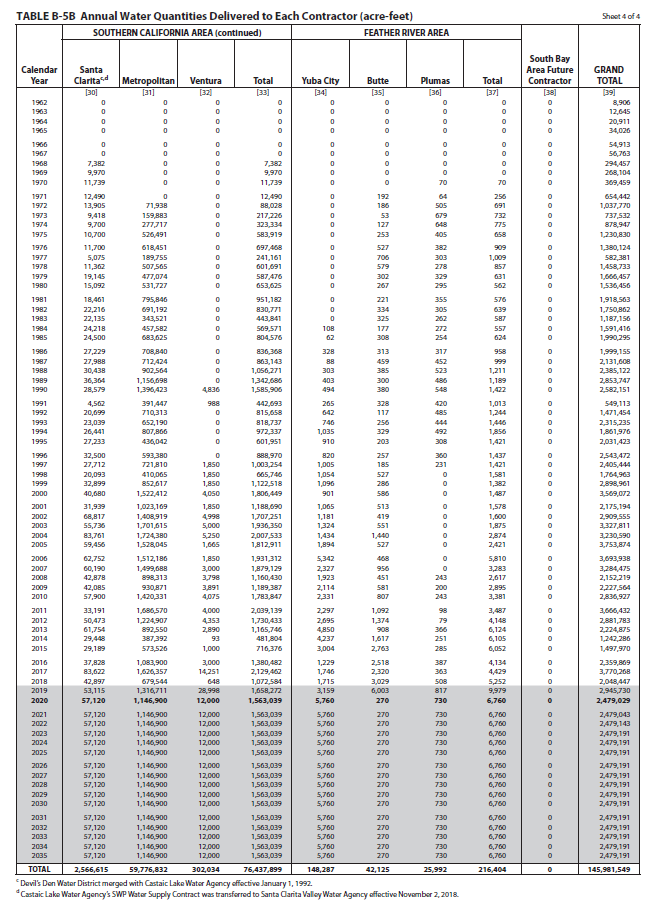 TABLE B-5B Annual Water Quantities Delivered to Each Contractor (acre-feet) Sheet 4 of 4
SOUTHERN CALIFORNIA AREA (continued) FEATHER RIVER AREA
Calendar Year Santa Clarita c,d Metropolitan Ventura Total Yuba City Butte Plumas Total South Bay Area Future Contractor GRAND TOTAL
[30] [31] [32] [33] [34] [35] [36] [37] [38] [39]
1962 0 0 0 0 0 0 0 0 0 8,906
1963 0 0 0 0 0 0 0 0 0 12,645
1964 0 0 0 0 0 0 0 0 0 20,911
1965 0 0 0 0 0 0 0 0 0 34,026
1966 0 0 0 0 0 0 0 0 0 54,913
1967 0 0 0 0 0 0 0 0 0 56,763
1968 7,382 0 0 7,382 0 0 0 0 0 294,457
1969 9,970 0 0 9,970 0 0 0 0 0 268,104
1970 11,739 0 0 11,739 0 0 70 70 0 369,459
1971 12,490 0 0 12,490 0 192 64 256 0 654,442
1972 13,905 71,938 0 88,028 0 186 505 691 0 1,037,770
1973 9,418 159,883 0 217,226 0 53 679 732 0 737,532
1974 9,700 277,717 0 323,334 0 127 648 775 0 878,947
1975 10,700 526,491 0 583,919 0 253 405 658 0 1,230,830
1976 11,700 618,451 0 697,468 0 527 382 909 0 1,380,124
1977 5,075 189,755 0 241,161 0 706 303 1,009 0 582,381
1978 11,362 507,565 0 601,691 0 579 278 857 0 1,458,733
1979 19,145 477,074 0 587,476 0 302 329 631 0 1,666,457
1980 15,092 531,727 0 653,625 0 267 295 562 0 1,536,456
1981 18,461 795,846 0 951,182 0 221 355 576 0 1,918,563
1982 22,216 691,192 0 830,771 0 334 305 639 0 1,750,862
1983 22,135 343,521 0 443,841 0 325 262 587 0 1,187,156
1984 24,218 457,582 0 569,571 108 177 272 557 0 1,591,416
1985 24,500 683,625 0 804,576 62 308 254 624 0 1,990,295
1986 27,229 708,840 0 836,368 328 313 317 958 0 1,999,155
1987 27,988 712,424 0 863,143 88 459 452 999 0 2,131,608
1988 30,438 902,564 0 1,056,271 303 385 523 1,211 0 2,385,122
1989 36,364 1,156,698 0 1,342,686 403 300 486 1,189 0 2,853,747
1990 28,579 1,396,423 4,836 1,585,906 494 380 548 1,422 0 2,582,151
1991 4,562 391,447 988 442,693 265 328 420 1,013 0 549,113
1992 20,699 710,313 0 815,658 642 117 485 1,244 0 1,471,454
1993 23,039 652,190 0 818,737 746 256 444 1,446 0 2,315,235
1994 26,441 807,866 0 972,337 1,035 329 492 1,856 0 1,861,976
1995 27,233 436,042 0 601,951 910 203 308 1,421 0 2,031,423
1996 32,500 593,380 0 888,970 820 257 360 1,437 0 2,543,472
1997 27,712 721,810 1,850 1,003,254 1,005 185 231 1,421 0 2,405,444
1998 20,093 410,065 1,850 665,746 1,054 527 0 1,581 0 1,764,963
1999 32,899 852,617 1,850 1,122,518 1,096 286 0 1,382 0 2,898,961
2000 40,680 1,522,412 4,050 1,806,449 901 586 0 1,487 0 3,569,072
2001 31,939 1,023,169 1,850 1,188,690 1,065 513 0 1,578 0 2,175,194
2002 68,817 1,408,919 4,998 1,707,251 1,181 419 0 1,600 0 2,909,555
2003 55,736 1,701,615 5,000 1,936,350 1,324 551 0 1,875 0 3,327,811
2004 83,761 1,724,380 5,250 2,007,533 1,434 1,440 0 2,874 0 3,230,590
2005 59,456 1,528,045 1,665 1,812,911 1,894 527 0 2,421 0 3,753,874
2006 62,752 1,512,186 1,850 1,931,312 5,342 468 0 5,810 0 3,693,938
2007 60,190 1,499,688 3,000 1,879,129 2,327 956 0 3,283 0 3,284,475
2008 42,878 898,313 3,798 1,160,430 1,923 451 243 2,617 0 2,152,219
2009 42,085 930,871 3,891 1,189,387 2,114 581 200 2,895 0 2,227,564
2010 57,900 1,420,331 4,075 1,783,847 2,331 807 243 3,381 0 2,836,927
2011 33,191 1,686,570 4,000 2,039,139 2,297 1,092 98 3,487 0 3,666,432
2012 50,473 1,224,907 4,353 1,730,433 2,695 1,374 79 4,148 0 2,881,783
2013 61,754 892,550 2,890 1,165,746 4,850 908 366 6,124 0 2,224,875
2014 29,448 387,392 93 481,804 4,237 1,617 251 6,105 0 1,242,286
2015 29,189 573,526 1,000 716,376 3,004 2,763 285 6,052 0 1,497,970
2016 37,828 1,083,900 3,000 1,380,482 1,229 2,518 387 4,134 0 2,359,869
2017 83,622 1,626,357 14,251 2,129,462 1,746 2,320 363 4,429 0 3,770,268
2018 42,897 679,544 648 1,072,584 1,715 3,029 508 5,252 0 2,048,447
2019 53,115 1,316,711 28,998 1,658,272 3,159 6,003 817 9,979 0 2,945,730
2020 57,120 1,146,900 12,000 1,563,039 5,760 270 730 6,760 0 2,479,029
2021 57,120 1,146,900 12,000 1,563,039 5,760 270 730 6,760 0 2,479,043
2022 57,120 1,146,900 12,000 1,563,039 5,760 270 730 6,760 0 2,479,143
2023 57,120 1,146,900 12,000 1,563,039 5,760 270 730 6,760 0 2,479,191
2024 57,120 1,146,900 12,000 1,563,039 5,760 270 730 6,760 0 2,479,191
2025 57,120 1,146,900 12,000 1,563,039 5,760 270 730 6,760 0 2,479,191
2026 57,120 1,146,900 12,000 1,563,039 5,760 270 730 6,760 0 2,479,191
2027 57,120 1,146,900 12,000 1,563,039 5,760 270 730 6,760 0 2,479,191
2028 57,120 1,146,900 12,000 1,563,039 5,760 270 730 6,760 0 2,479,191
2029 57,120 1,146,900 12,000 1,563,039 5,760 270 730 6,760 0 2,479,191
2030 57,120 1,146,900 12,000 1,563,039 5,760 270 730 6,760 0 2,479,191
2031 57,120 1,146,900 12,000 1,563,039 5,760 270 730 6,760 0 2,479,191
2032 57,120 1,146,900 12,000 1,563,039 5,760 270 730 6,760 0 2,479,191
2033 57,120 1,146,900 12,000 1,563,039 5,760 270 730 6,760 0 2,479,191
2034 57,120 1,146,900 12,000 1,563,039 5,760 270 730 6,760 0 2,479,191
2035 57,120 1,146,900 12,000 1,563,039 5,760 270 730 6,760 0 2,479,191
TOTAL 2,566,615 59,776,832 302,034 76,437,899 148,287 42,125 25,992 216,404 0 145,981,549
c Devil's Den Water District merged with Castaic Lake Water Agency effective January 1, 1992.
d Castaic Lake Water Agency's SWP Water Supply Contract was transferred to Santa Clarita Valley Water Agency effective November 2, 2018.